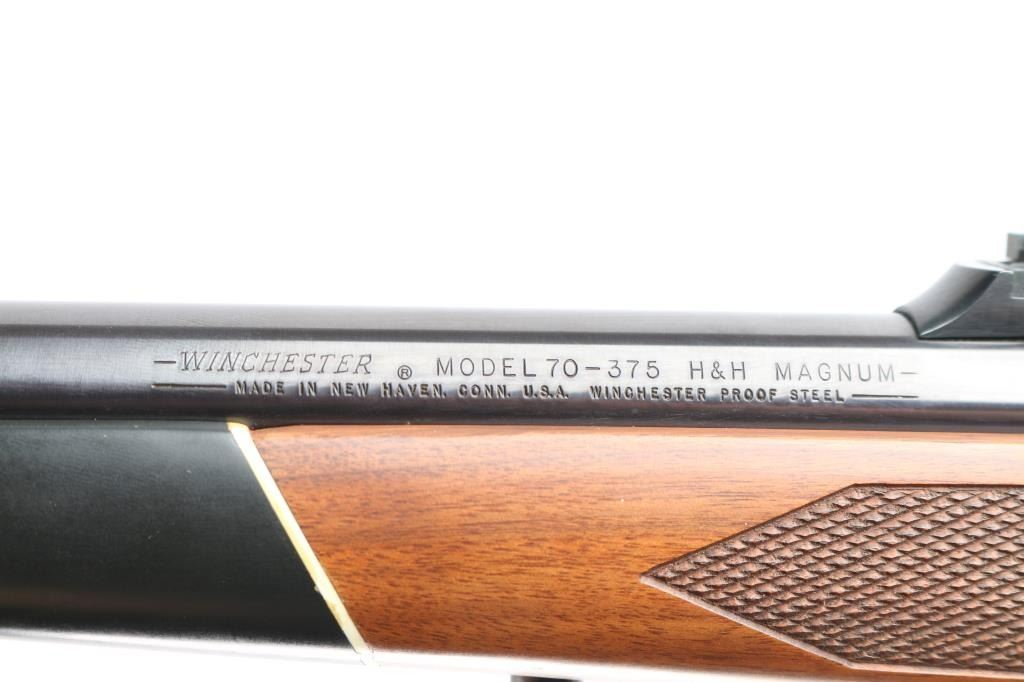 -WINCHESTER ® MODEL 70-375 H&H MAGNUM-
MADE IN NEW HAVEN. CONN. U.S.A. WINCHESTER PROOF STEEL